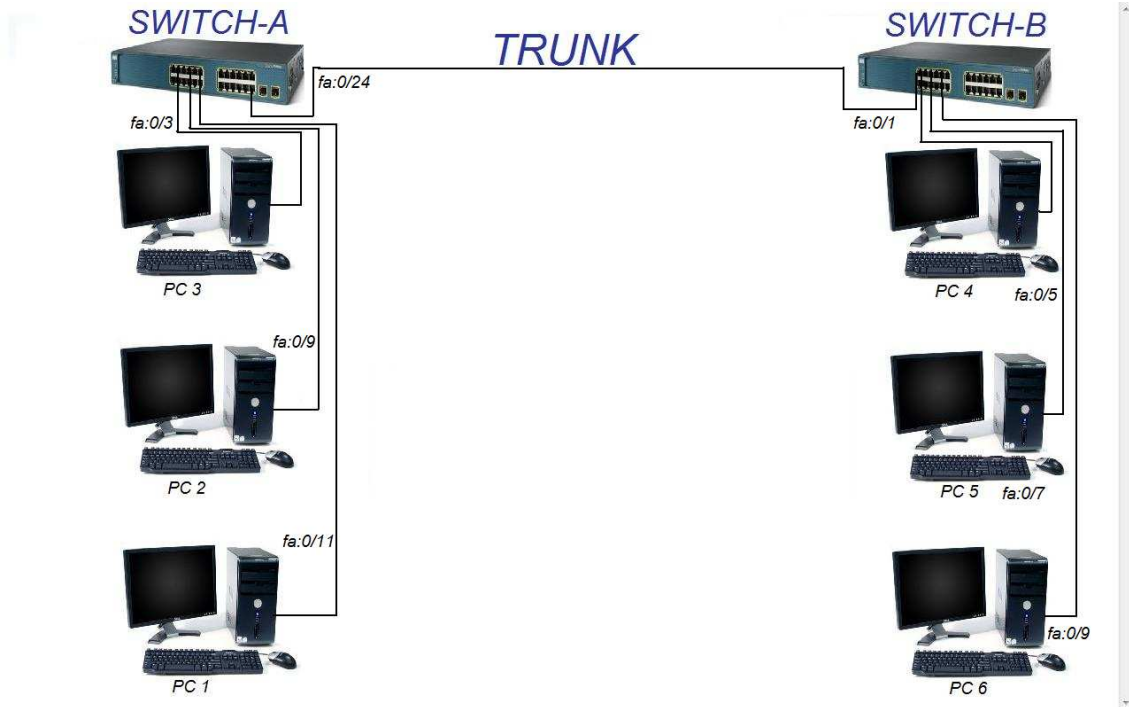 SWITCH-A
SWITCH-B
TRUNK
fa:0/24
fa:0/3
fa:0/1
PC 3
PC 4
fa:0/5
fa:0/9
PC 2
PC 5
fa:0/7
fa:0/11
fa:0/9
PC 1
PC 6